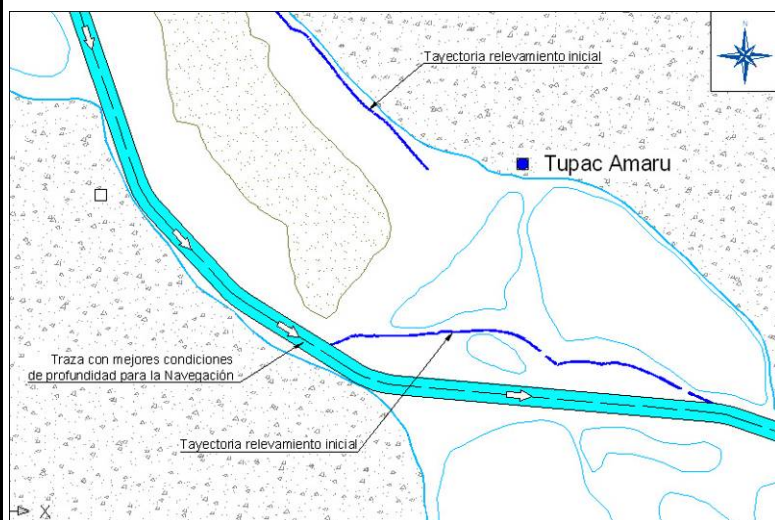 N
Tayectoria relevamiento inicial
Tupac Amaru
Traza con mejores condiciones
de profundidad para la Navegación
Tayectoria relevamiento inicial
X